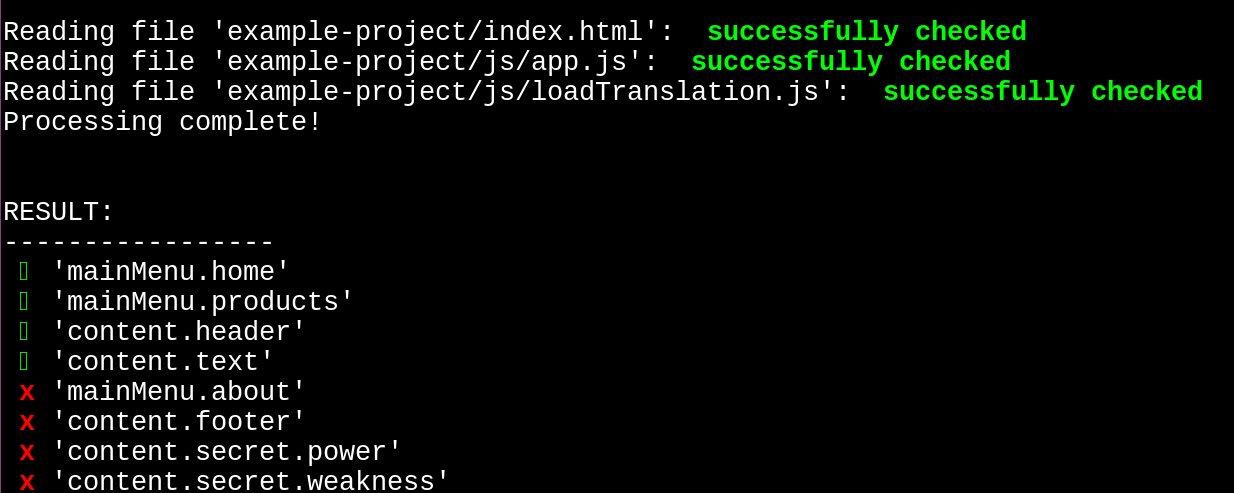 Reading file 'example-project/index.html':  successfully checked
Reading file 'example-project/js/app.js':  successfully checked
Reading file 'example-project/js/loadTranslation.js':  successfully checked
Processing complete!
RESULT:
-----------------
▯ 'mainMenu.home'
▯ 'mainMenu.products'
▯ 'content.header'
▯ 'content.text'
x 'mainMenu.about'
x 'content.footer'
x 'content.secret.power'
x 'content.secret.weakness'